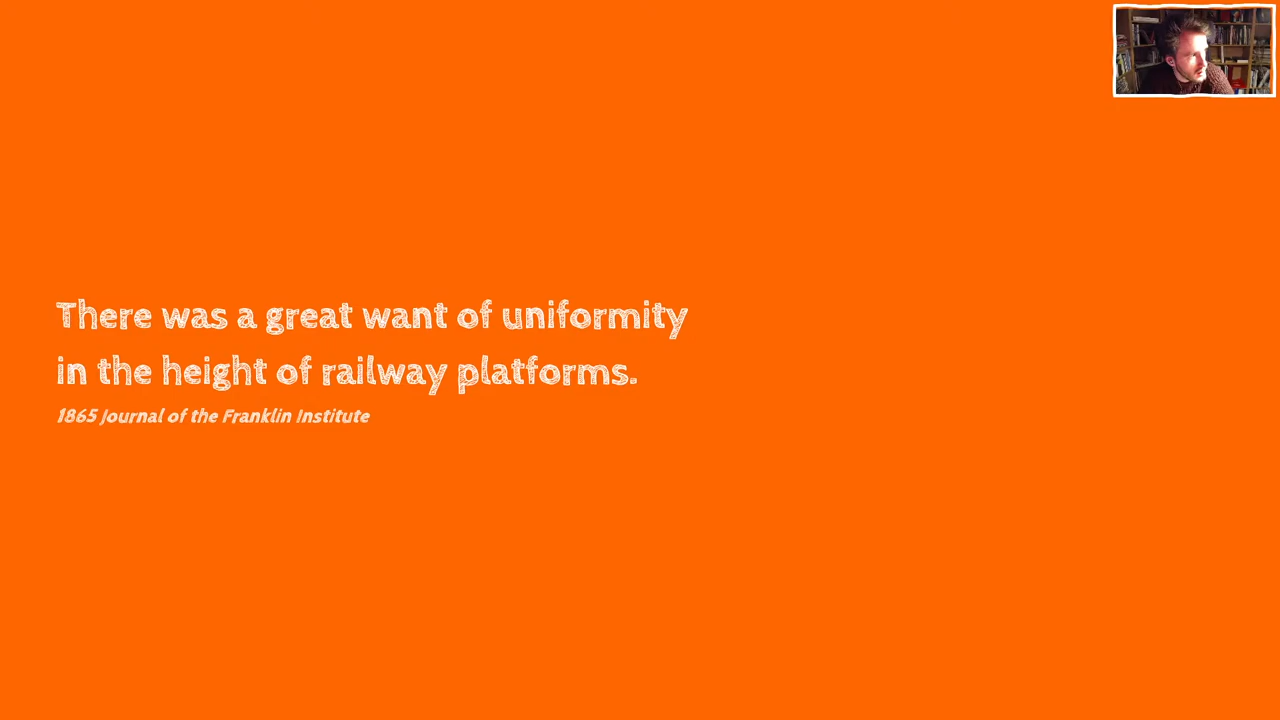 There was a great want of uniformity
in the height of railway platforms.
1865 Journal of the Franklin Institute